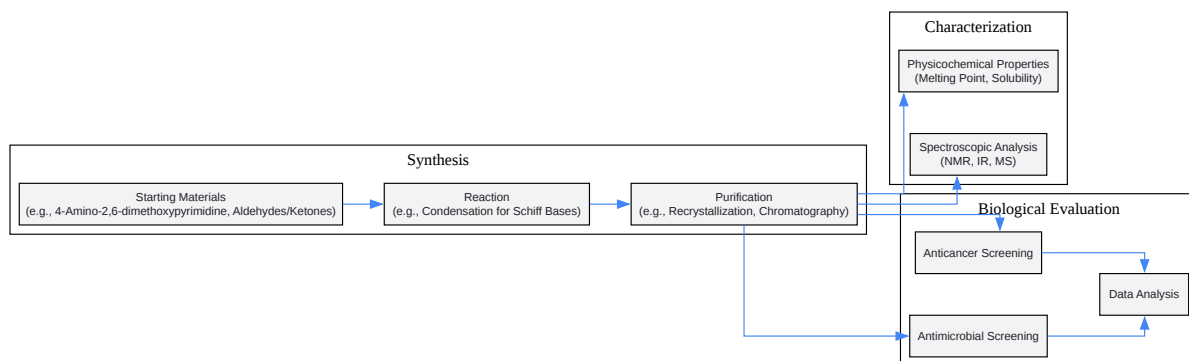 Characterization
Physicochemical Properties
(Melting Point, Solubility)
Spectroscopic Analysis
(NMR, IR, MS)
Synthesis
Starting Materials
(e.g., 4-Amino-2,6-dimethoxypyrimidine, Aldehydes/Ketones)
Reaction
(e.g., Condensation for Schiff Bases)
Purification
(e.g., Recrystallization, Chromatography)
Biological Evaluation
Anticancer Screening
Data Analysis
Antimicrobial Screening